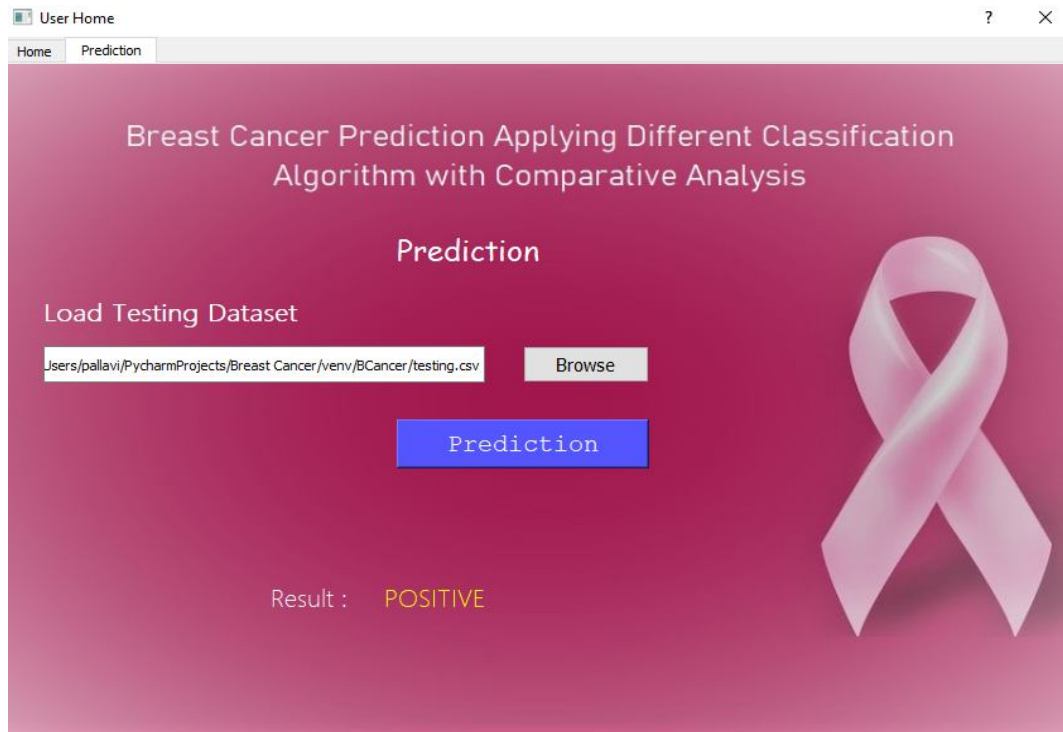 User Home
?
Home
Prediction
Breast Cancer Prediction Applying Different Classification
Algorithm with Comparative Analysis
Prediction
Load Testing Dataset
Users/pallavi/PycharmProjects/Breast Cancer/venv/BCancer/testing.csv
Browse
Prediction
Result : POSITIVE